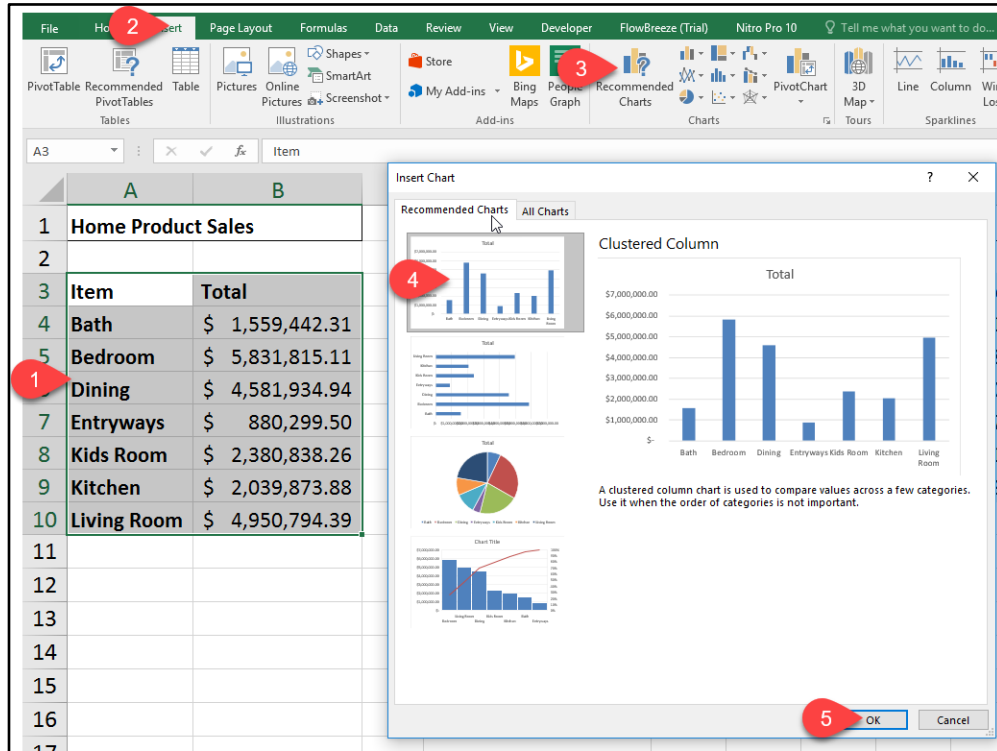 File Ho 2 sert Page Layout Formulas Data Review View Developer FlowBreeze (Trial) Nitro Pro 10 Tell me what you want to do...
PivotTable Recommended PivotTables Table
Pictures Online Pictures Shapes SmartArt Screenshot
Store My Add-ins Bing Maps People Graph
3 Recommended Charts PivotChart 3D Map Line Column
Tables Illustrations Add-ins Charts Tours Sparklines
A3 fx Item
A B
1 Home Product Sales
2
3 Item Total
4 Bath $ 1,559,442.31
5 Bedroom $ 5,831,815.11
1 Dining $ 4,581,934.94
7 Entryways $ 880,299.50
8 Kids Room $ 2,380,838.26
9 Kitchen $ 2,039,873.88
10 Living Room $ 4,950,794.39
11
12
13
14
15
16
17
Insert Chart ? ×
Recommended Charts All Charts
Total
4
Total
Total
Chart Title
Clustered Column
Total
$7,000,000.00
$6,000,000.00
$5,000,000.00
$4,000,000.00
$3,000,000.00
$2,000,000.00
$1,000,000.00
$-
Bath Bedroom Dining Entryways Kids Room Kitchen Living
Room
A clustered column chart is used to compare values across a few categories.
Use it when the order of categories is not important.
5 OK Cancel